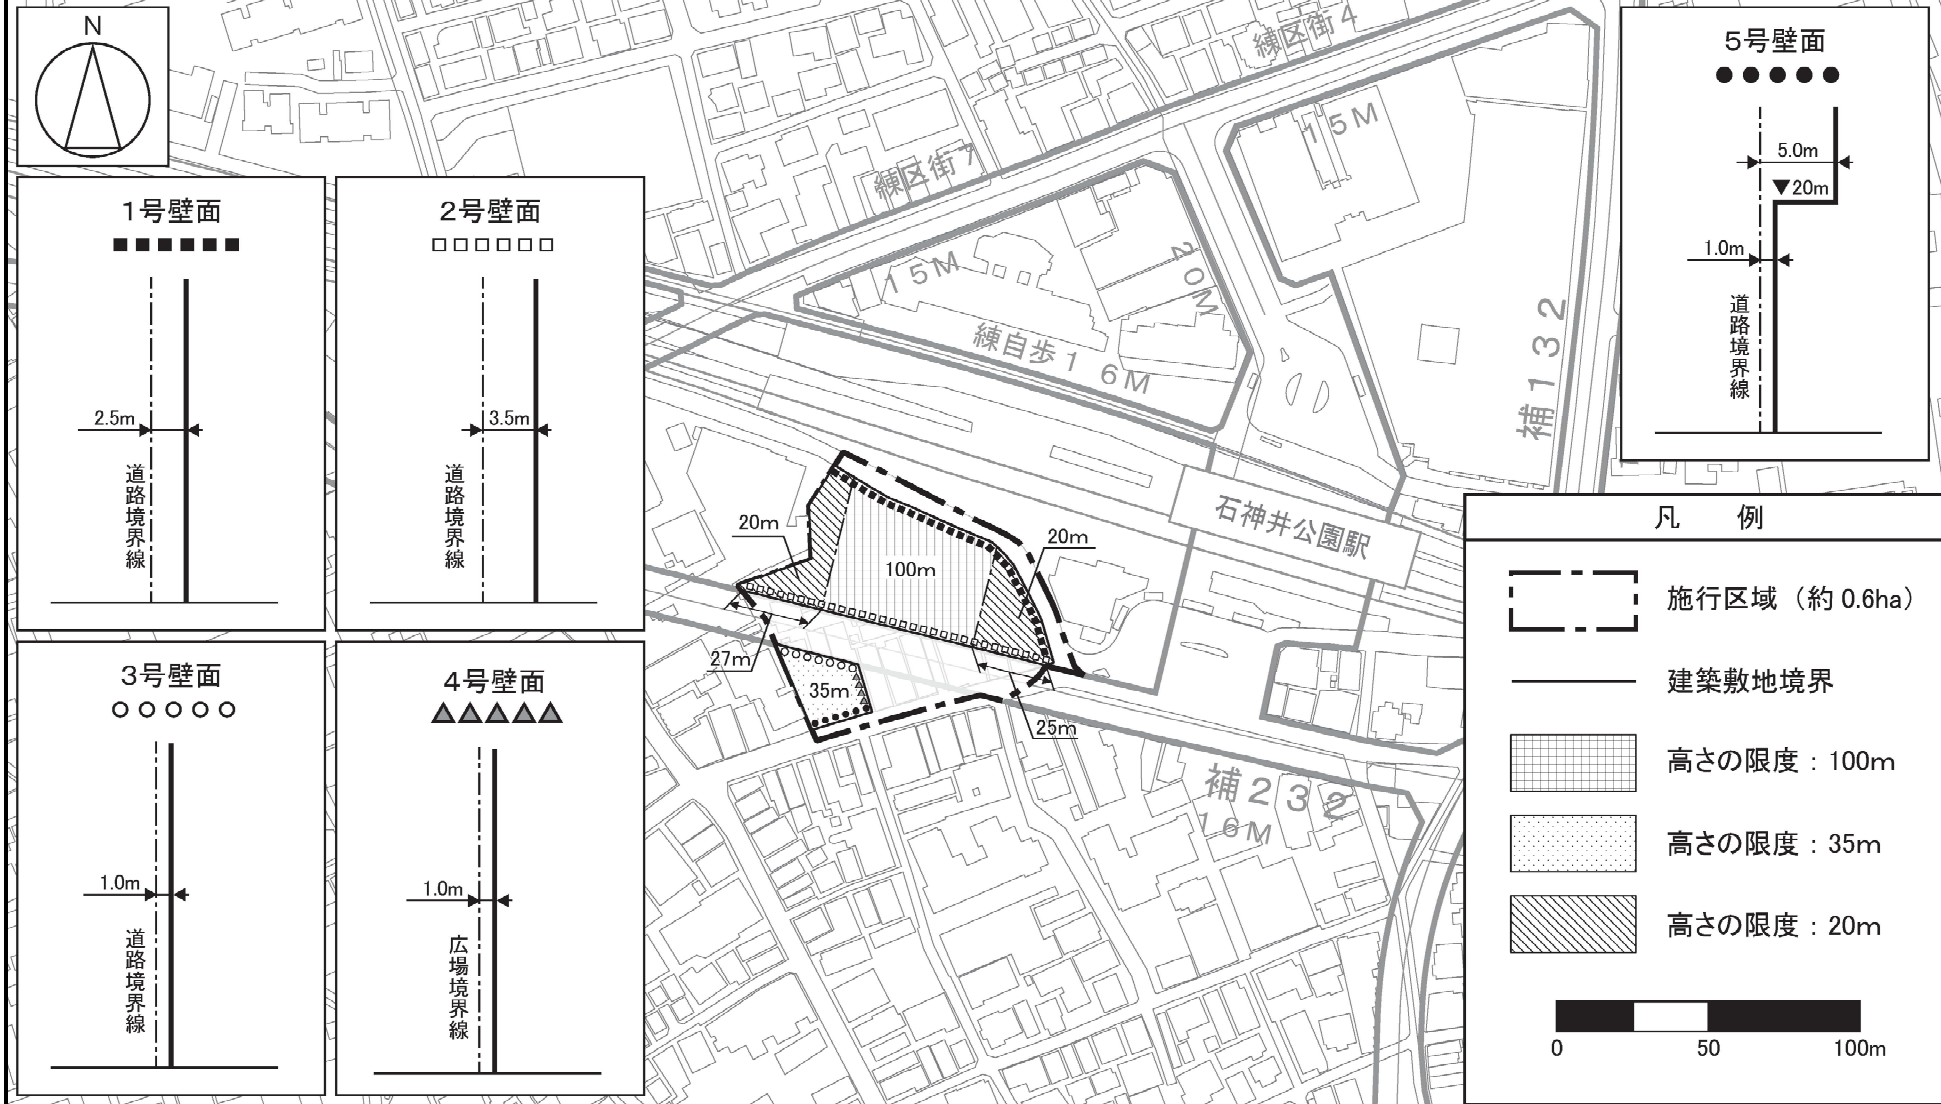 N
1号壁面
2.5m
道路境界線
2号壁面
3.5m
道路境界線
3号壁面
1.0m
道路境界線
4号壁面
1.0m
広場境界線
5号壁面
5.0m
▼20m
1.0m
道路境界線
練区街4
練区街7
15M
15M
20M
練自歩1 6M
補132
石神井公園駅
20m
20m
100m
27m
35m
25m
補232
16M
凡 例
施行区域（約 0.6ha）
建築敷地境界
高さの限度：100m
高さの限度：35m
高さの限度：20m
0 50 100m